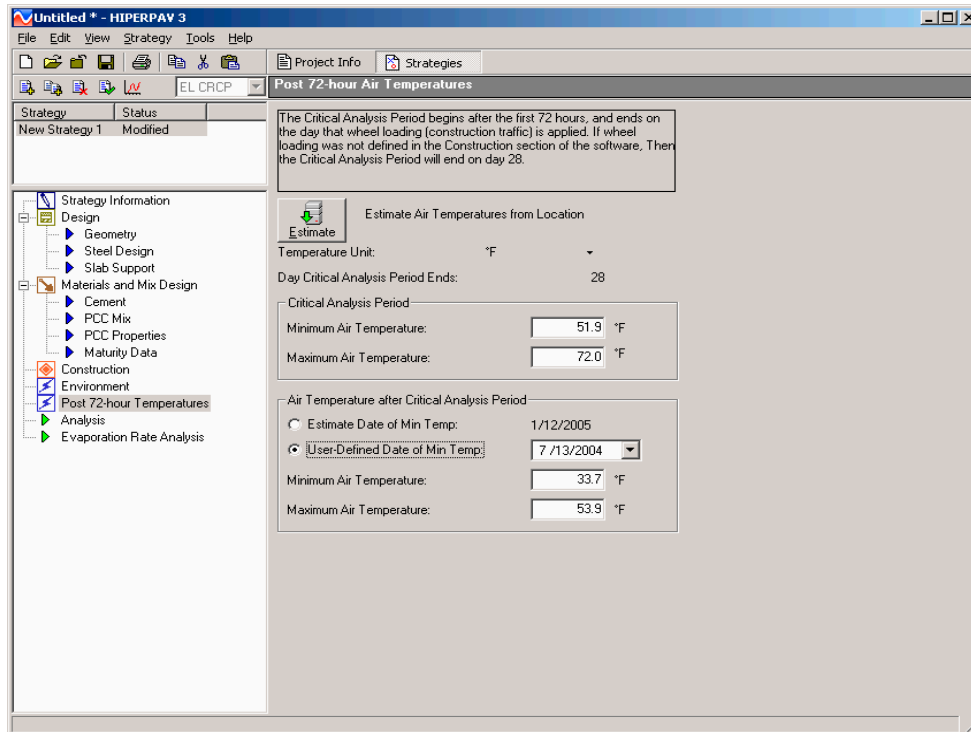 Untitled * - HIPERPAV 3
File Edit View Strategy Tools Help
Project Info Strategies
EL CRCP
Post 72-hour Air Temperatures
Strategy Status
New Strategy 1 Modified
The Critical Analysis Period begins after the first 72 hours, and ends on
the day that wheel loading (construction traffic) is applied. If wheel
loading was not defined in the Construction section of the software, Then
the Critical Analysis Period will end on day 28.
Strategy Information
Design
Geometry
Steel Design
Slab Support
Materials and Mix Design
Cement
PCC Mix
PCC Properties
Maturity Data
Construction
Environment
Post 72-hour Temperatures
Analysis
Evaporation Rate Analysis
Estimate
Estimate Air Temperatures from Location
Temperature Unit: °F
Day Critical Analysis Period Ends: 28
Critical Analysis Period
Minimum Air Temperature: 51.9 °F
Maximum Air Temperature: 72.0 °F
Air Temperature after Critical Analysis Period
Estimate Date of Min Temp: 1/12/2005
User-Defined Date of Min Temp: 7 /13/2004
Minimum Air Temperature: 33.7 °F
Maximum Air Temperature: 53.9 °F